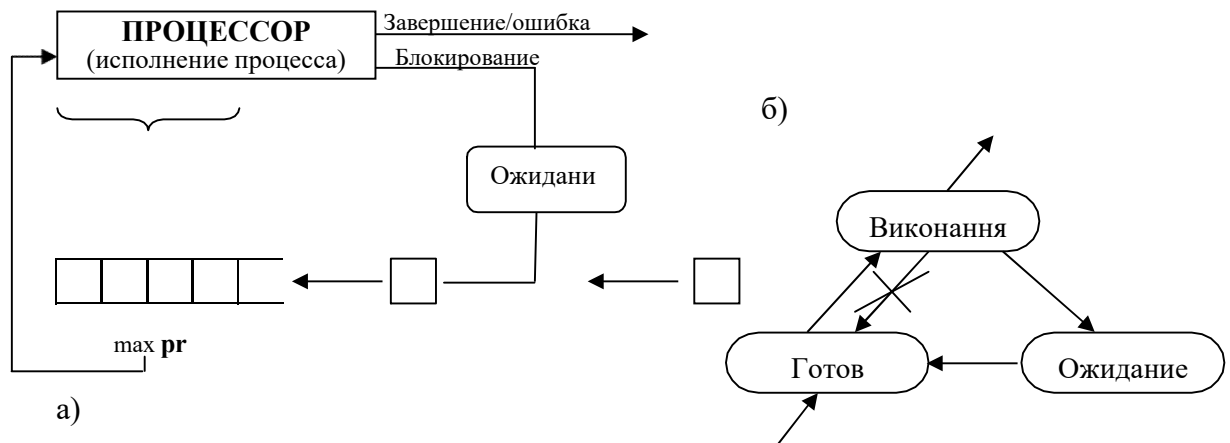 ПРОЦЕССОР
(исполнение процесса)
Завершение/ошибка
Блокирование
Ожидани
max pr
а)
б)
Виконання
Готов
Ожидание